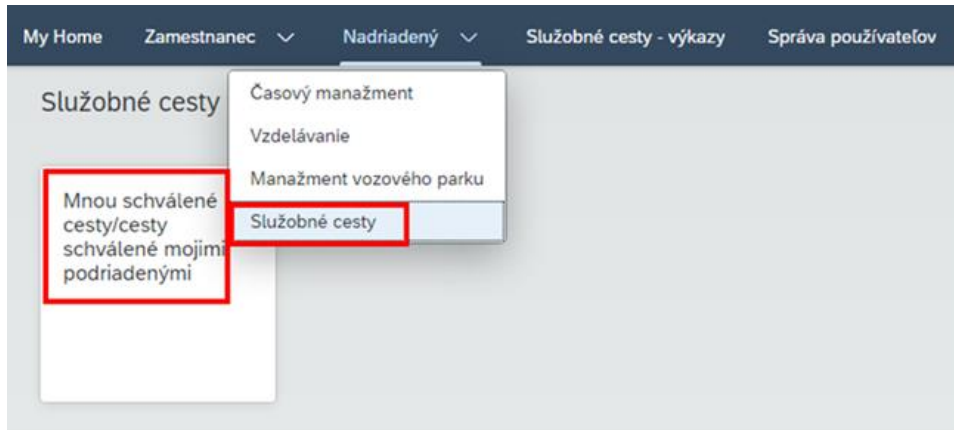 My Home Zamestnanec Nadriadený Služobné cesty - výkazy Správa používateľov
Služobné cesty
Časový manažment
Vzdelávanie
Manažment vozového parku
Služobné cesty
Mnou schválené
cesty/cesty
schválené mojimi
podriadenými